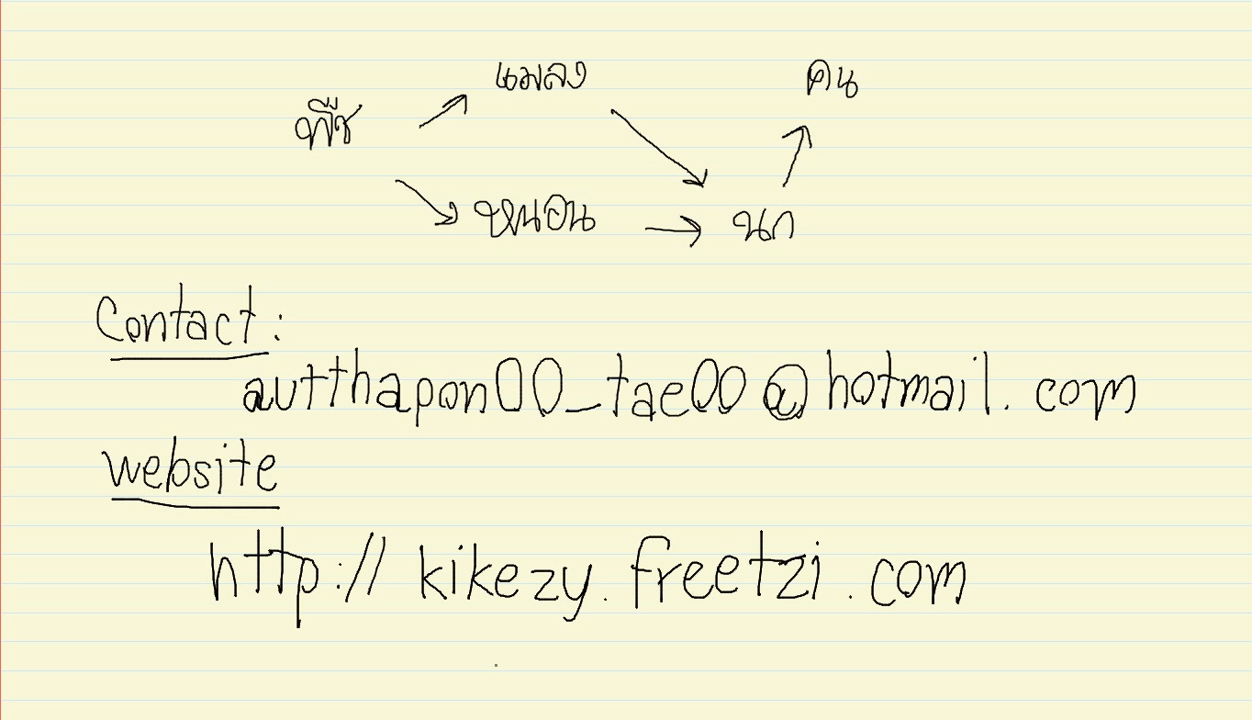 แมลง คน
พืช
หนอน นก
Contact:
autthapon00_tae00@hotmail.com
website
http://kikezy.freetzi.com